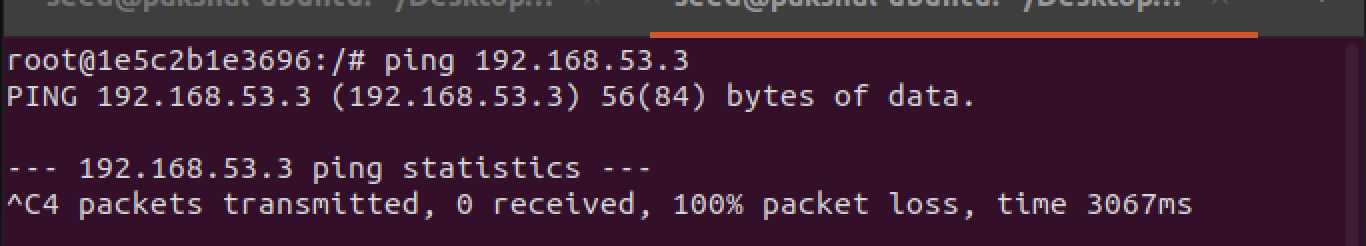 root@1e5c2b1e3696:/# ping 192.168.53.3
PING 192.168.53.3 (192.168.53.3) 56(84) bytes of data.

--- 192.168.53.3 ping statistics ---
^C4 packets transmitted, 0 received, 100% packet loss, time 3067ms